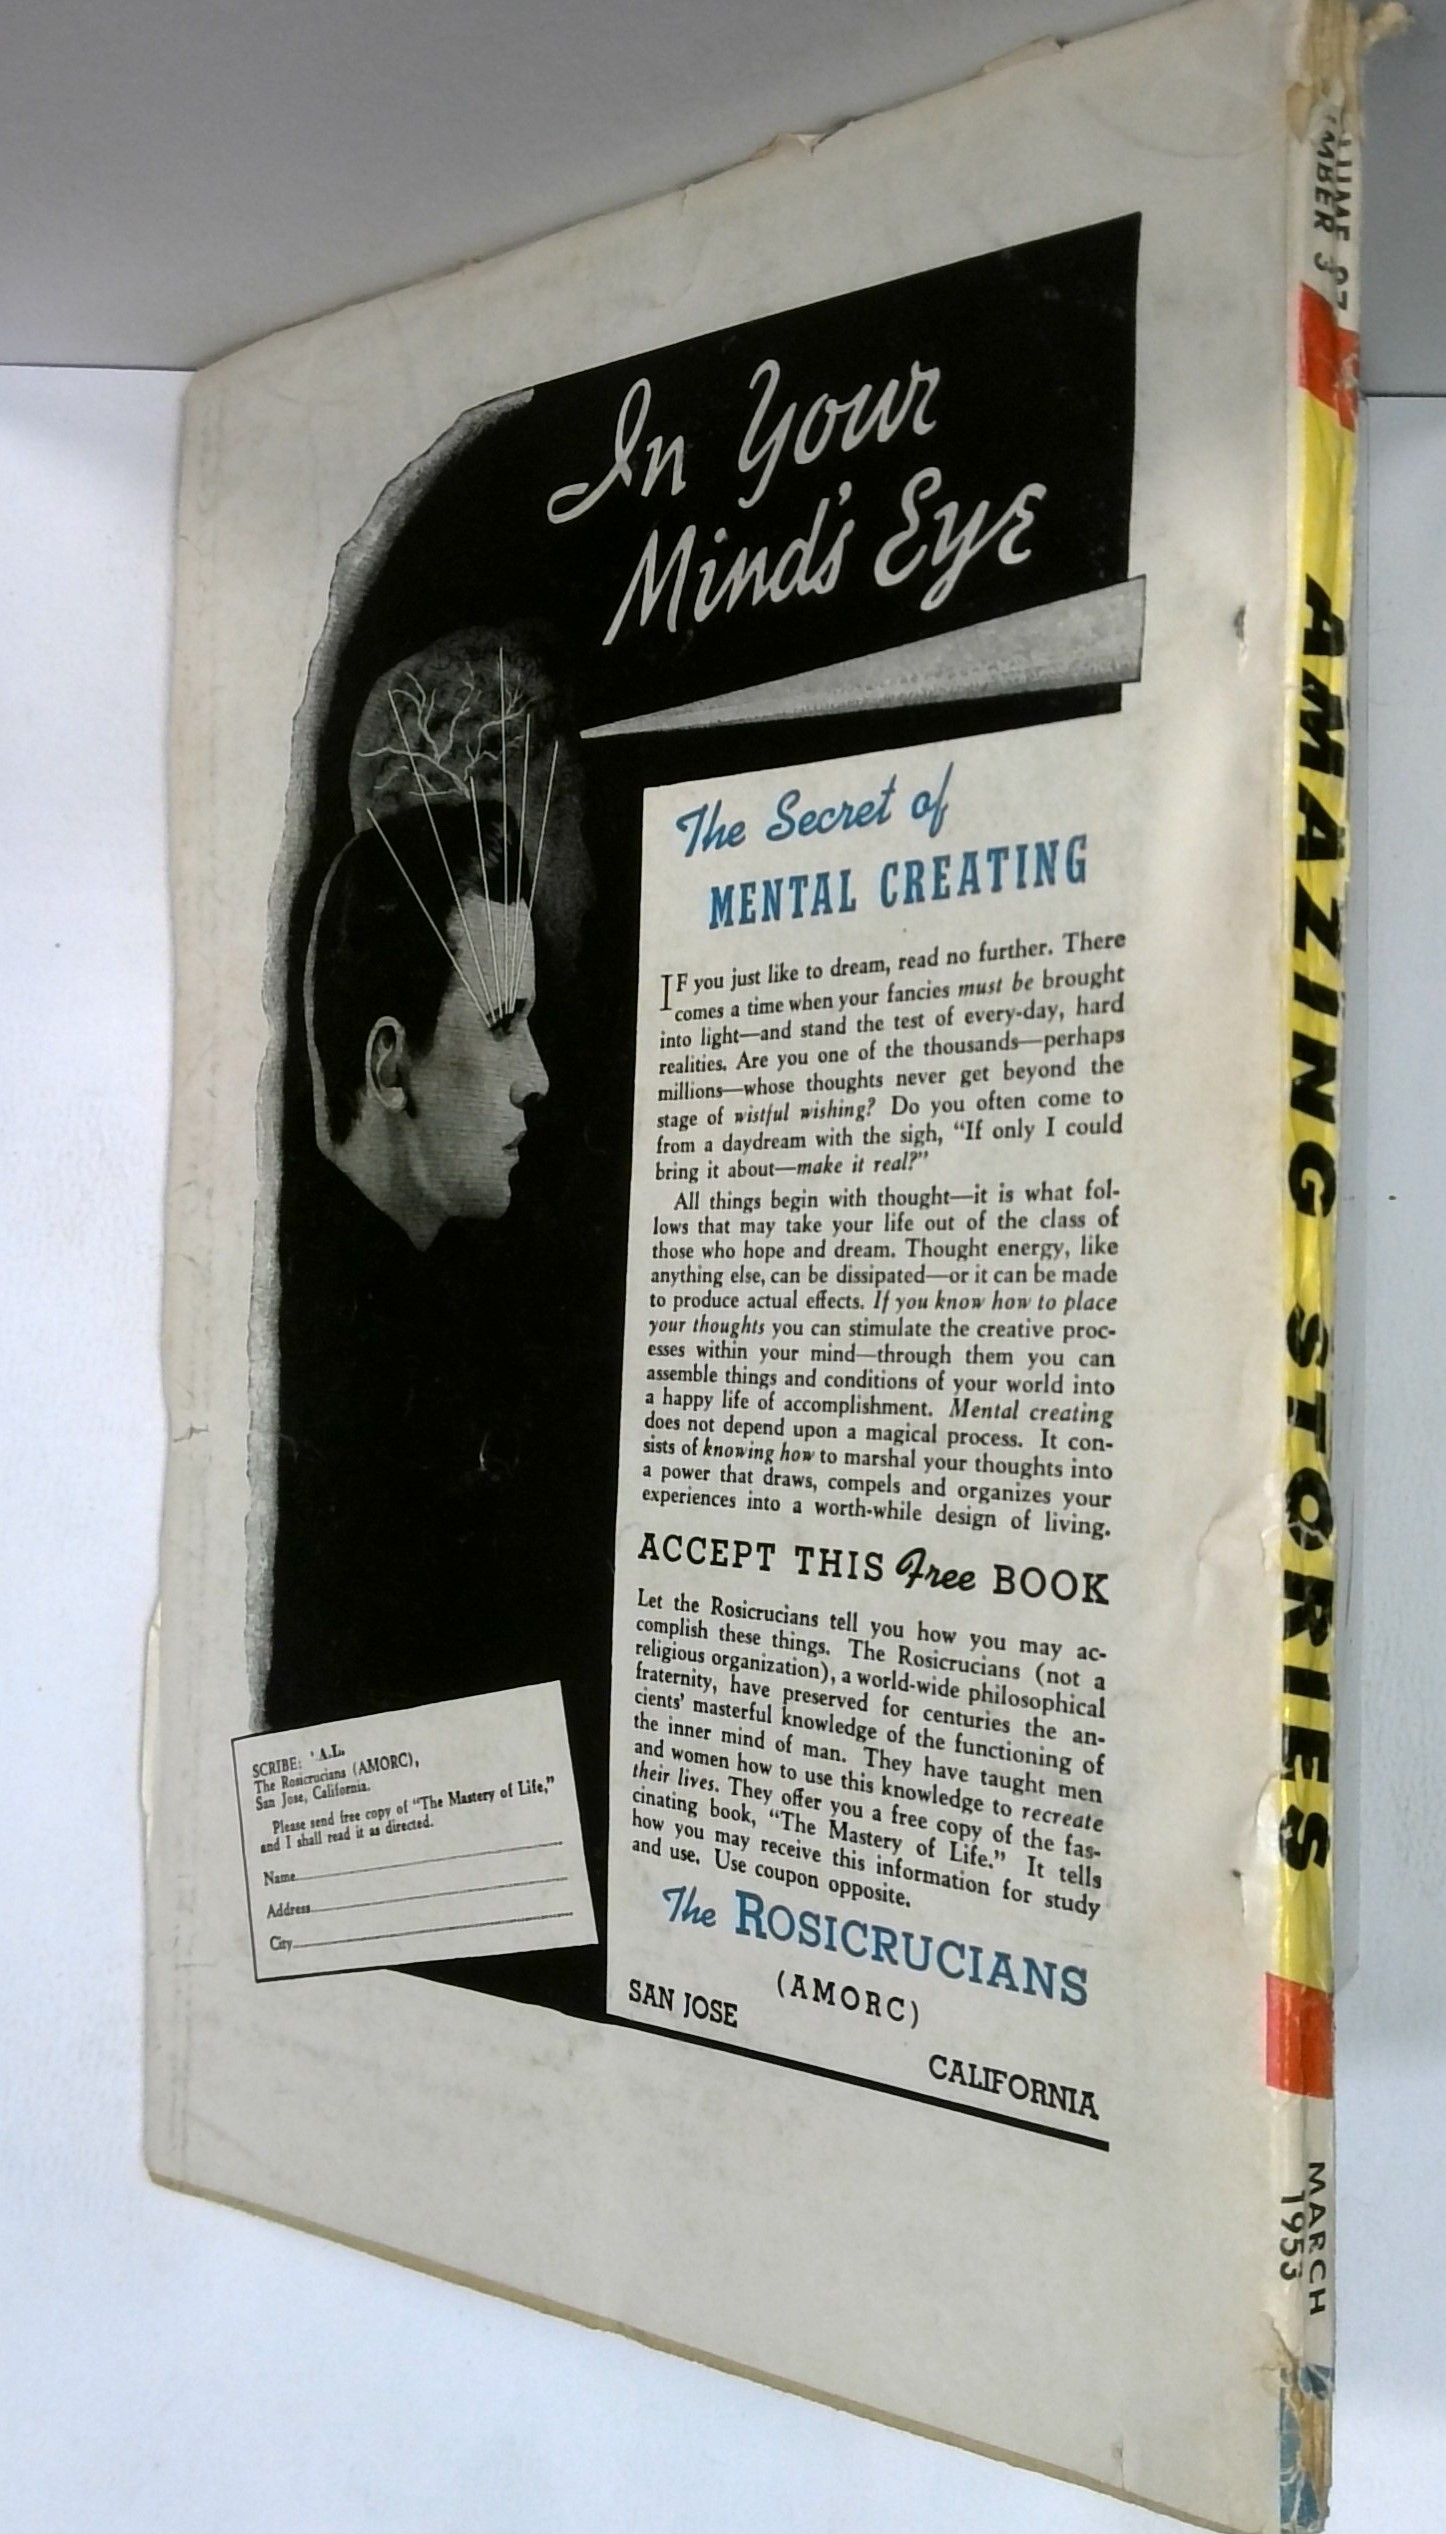 In Your
Mind's Eye
The Secret of
MENTAL CREATING
IF you just like to dream, read no further. There
comes a time when your fancies must be brought
into light—and stand the test of every-day, hard
realities. Are you one of the thousands—perhaps
millions—whose thoughts never get beyond the
stage of wistful wishing? Do you often come to
from a daydream with the sigh, "If only I could
bring it about—make it real?"
All things begin with thought—it is what fol-
lows that may take your life out of the class of
those who hope and dream. Thought energy, like
anything else, can be dissipated—or it can be made
to produce actual effects. If you know how to place
your thoughts you can stimulate the creative proc-
esses within your mind—through them you can
assemble things and conditions of your world into
a happy life of accomplishment. Mental creating
does not depend upon a magical process. It con-
sists of knowing how to marshal your thoughts into
a power that draws, compels and organizes your
experiences into a worth-while design of living.
ACCEPT THIS Free BOOK
Let the Rosicrucians tell you how you may ac-
complish these things. The Rosicrucians (not a
religious organization), a world-wide philosophical
fraternity, have preserved for centuries the an-
cients' masterful knowledge of the functioning of
the inner mind of man. They have taught men
and women how to use this knowledge to recreate
their lives. They offer you a free copy of the fas-
cinating book, "The Mastery of Life." It tells
how you may receive this information for study
and use. Use coupon opposite.
The ROSICRUCIANS
(AMORC)
SAN JOSE
CALIFORNIA
SCRIBE: A.L.
The Rosicrucians (AMORC),
San Jose, California.
Please send free copy of "The Mastery of Life,"
and I shall read it as directed.
Name
Address
City
NUMBER 3
AMAZING STORIES
MARCH
1953